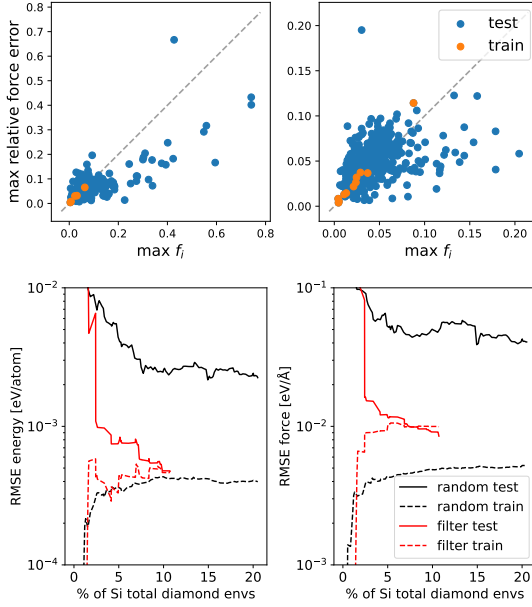 0.8
0.7
0.6
0.5
0.4
0.3
0.2
0.1
0.0
max relative force error
0.0 0.2 0.4 0.6 0.8
max f_i
0.20
0.15
0.10
0.05
0.00
test
train
0.00 0.05 0.10 0.15 0.20
max f_i
10⁻²
10⁻³
10⁻⁴
RMSE energy [eV/atom]
0 5 10 15 20
% of Si total diamond envs
10⁻¹
10⁻²
10⁻³
RMSE force [eV/Å]
random test
random train
filter test
filter train
0 5 10 15 20
% of Si total diamond envs